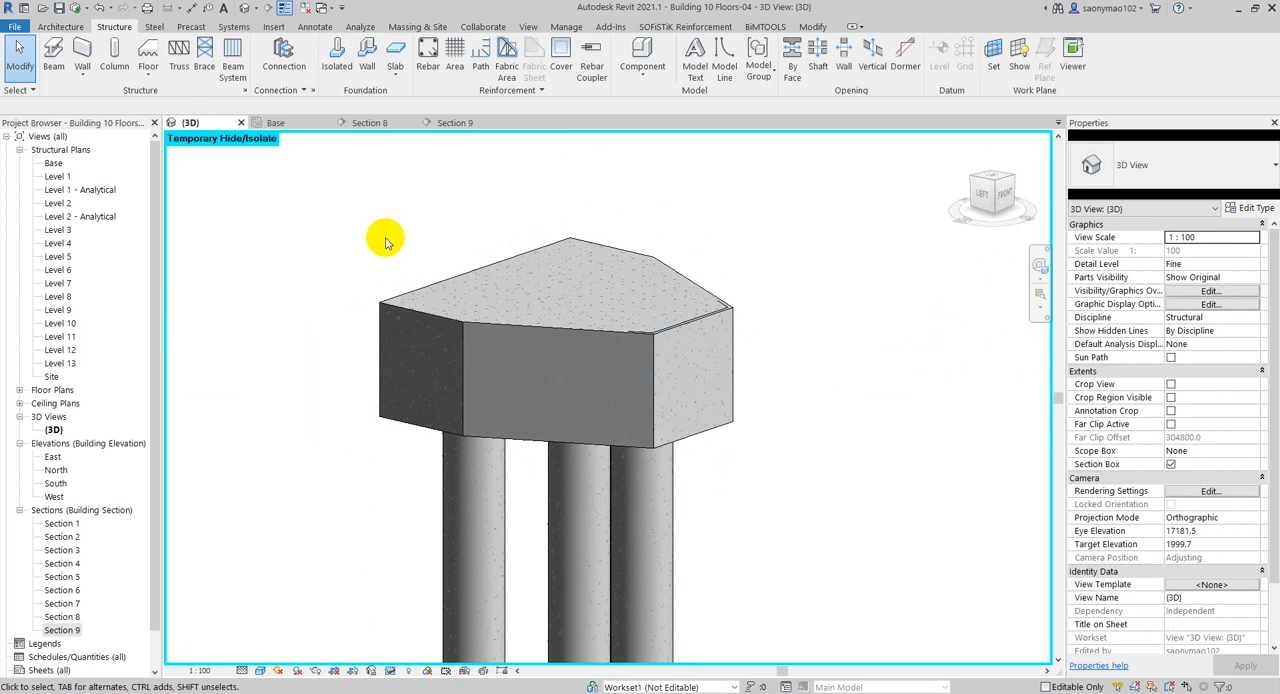 Autodesk Revit 2021.1 - Building 10 Floors-04 - 3D View: {3D}
saonymao102
File Architecture Structure Steel Precast Systems Insert Annotate Analyze Massing & Site Collaborate View Manage Add-Ins SOFiSTiK Reinforcement BiMTOOLS Modify
Modify Beam Wall Column Floor Truss Brace Beam System Connection Isolated Wall Slab Rebar Area Path Fabric Area Fabric Sheet Cover Rebar Coupler Component Model Text Model Line Model Group By Face Shaft Wall Vertical Dormer Level Grid Set Show Ref Plane Viewer
Select Structure Connection Foundation Reinforcement Model Opening Datum Work Plane
Project Browser - Building 10 Floors...
{3D} Base Section 8 Section 9
Properties
Views (all)
Structural Plans
Base
Level 1
Level 1 - Analytical
Level 2
Level 2 - Analytical
Level 3
Level 4
Level 5
Level 6
Level 7
Level 8
Level 9
Level 10
Level 11
Level 12
Level 13
Site
Floor Plans
Ceiling Plans
3D Views
{3D}
Elevations (Building Elevation)
East
North
South
West
Sections (Building Section)
Section 1
Section 2
Section 3
Section 4
Section 5
Section 6
Section 7
Section 8
Section 9
Legends
Schedules/Quantities (all)
Sheets (all)
Temporary Hide/Isolate
LEFT FRONT
3D View
3D View: {3D} Edit Type
Graphics
View Scale 1 : 100
Scale Value 1: 100
Detail Level Fine
Parts Visibility Show Original
Visibility/Graphics Ov... Edit...
Graphic Display Opti... Edit...
Discipline Structural
Show Hidden Lines By Discipline
Default Analysis Displ... None
Sun Path
Extents
Crop View
Crop Region Visible
Annotation Crop
Far Clip Active
Far Clip Offset 304800.0
Scope Box None
Section Box
Camera
Rendering Settings Edit...
Locked Orientation
Projection Mode Orthographic
Eye Elevation 17181.5
Target Elevation 1999.7
Camera Position Adjusting
Identity Data
View Template <None>
View Name {3D}
Dependency Independent
Title on Sheet
Workset View "3D View: {3D}"
Edited by saonymao102
Properties help Apply
1 : 100
Click to select, TAB for alternates, CTRL adds, SHIFT unselects.
Workset1 (Not Editable) :0 Main Model Editable Only :0